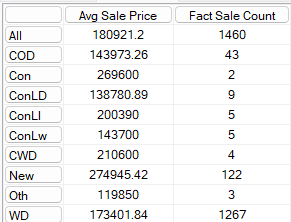 Avg Sale Price Fact Sale Count
All 180921.2 1460
COD 143973.26 43
Con 269600 2
ConLD 138780.89 9
ConLI 200390 5
ConLw 143700 5
CWD 210600 4
New 274945.42 122
Oth 119850 3
WD 173401.84 1267